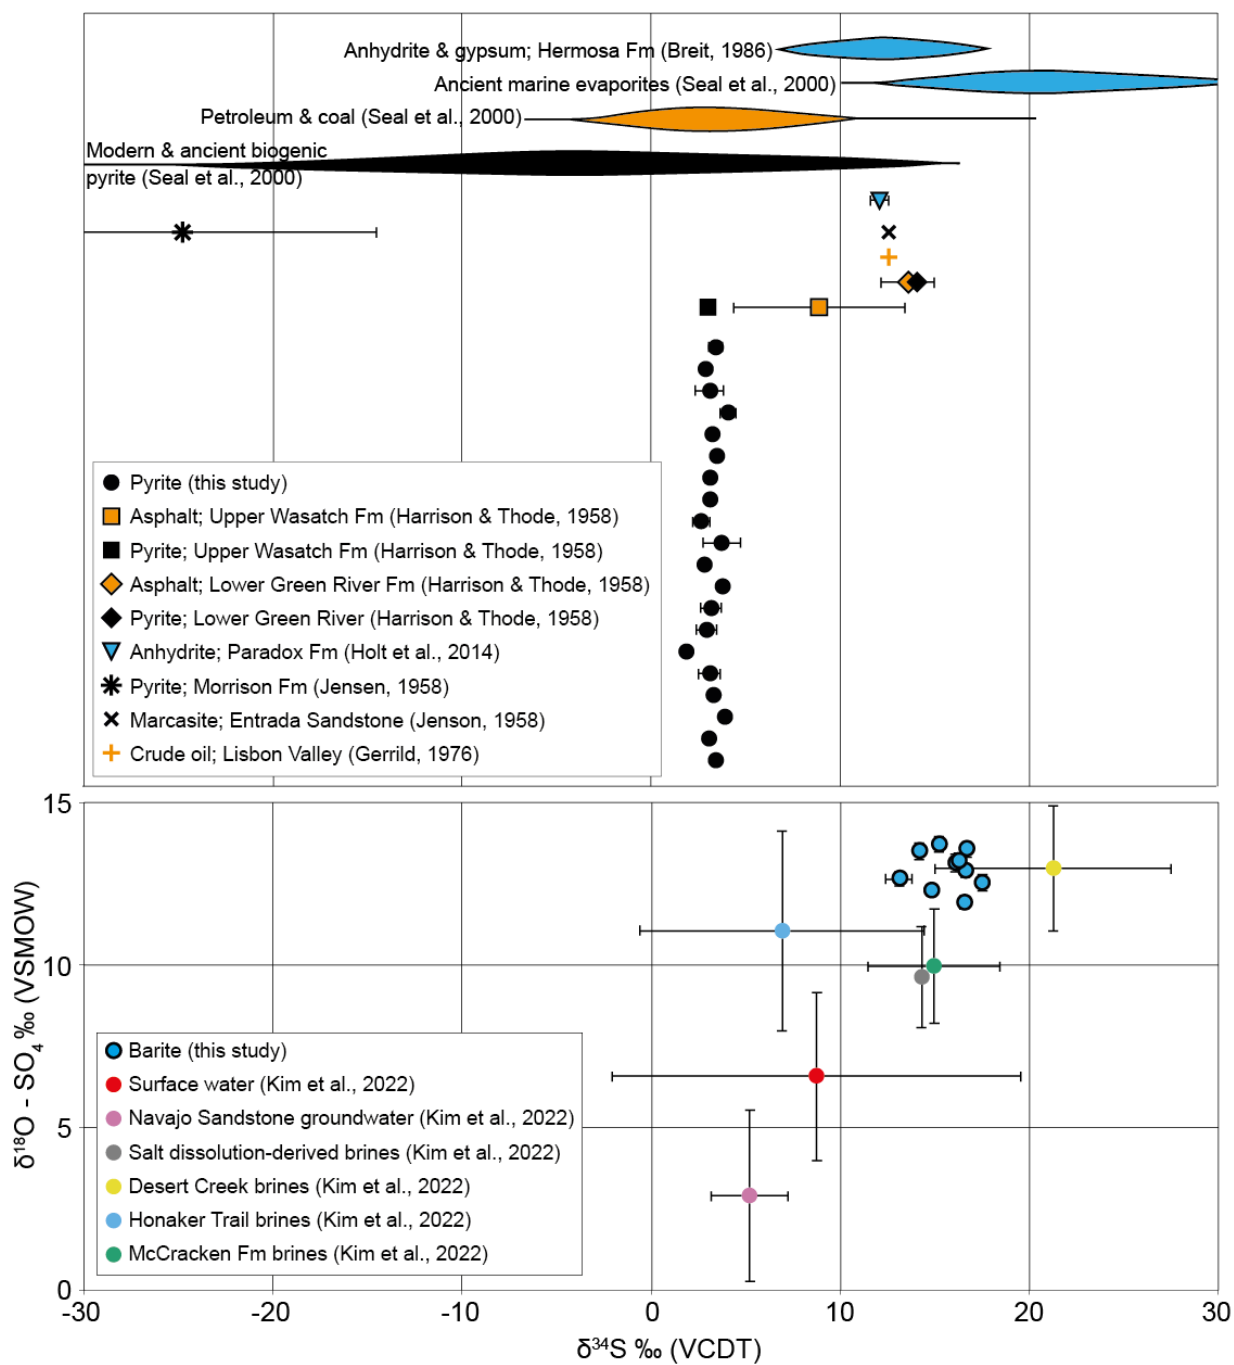 Anhydrite & gypsum; Hermosa Fm (Breit, 1986)
Ancient marine evaporites (Seal et al., 2000)
Petroleum & coal (Seal et al., 2000)
Modern & ancient biogenic
pyrite (Seal et al., 2000)
Pyrite (this study)
Asphalt; Upper Wasatch Fm (Harrison & Thode, 1958)
Pyrite; Upper Wasatch Fm (Harrison & Thode, 1958)
Asphalt; Lower Green River Fm (Harrison & Thode, 1958)
Pyrite; Lower Green River (Harrison & Thode, 1958)
Anhydrite; Paradox Fm (Holt et al., 2014)
Pyrite; Morrison Fm (Jensen, 1958)
Marcasite; Entrada Sandstone (Jenson, 1958)
Crude oil; Lisbon Valley (Gerrild, 1976)
15
10
5
0
δ¹⁸O - SO₄ ‰ (VSMOW)
Barite (this study)
Surface water (Kim et al., 2022)
Navajo Sandstone groundwater (Kim et al., 2022)
Salt dissolution-derived brines (Kim et al., 2022)
Desert Creek brines (Kim et al., 2022)
Honaker Trail brines (Kim et al., 2022)
McCracken Fm brines (Kim et al., 2022)
-30 -20 -10 0 10 20 30
δ³⁴S ‰ (VCDT)